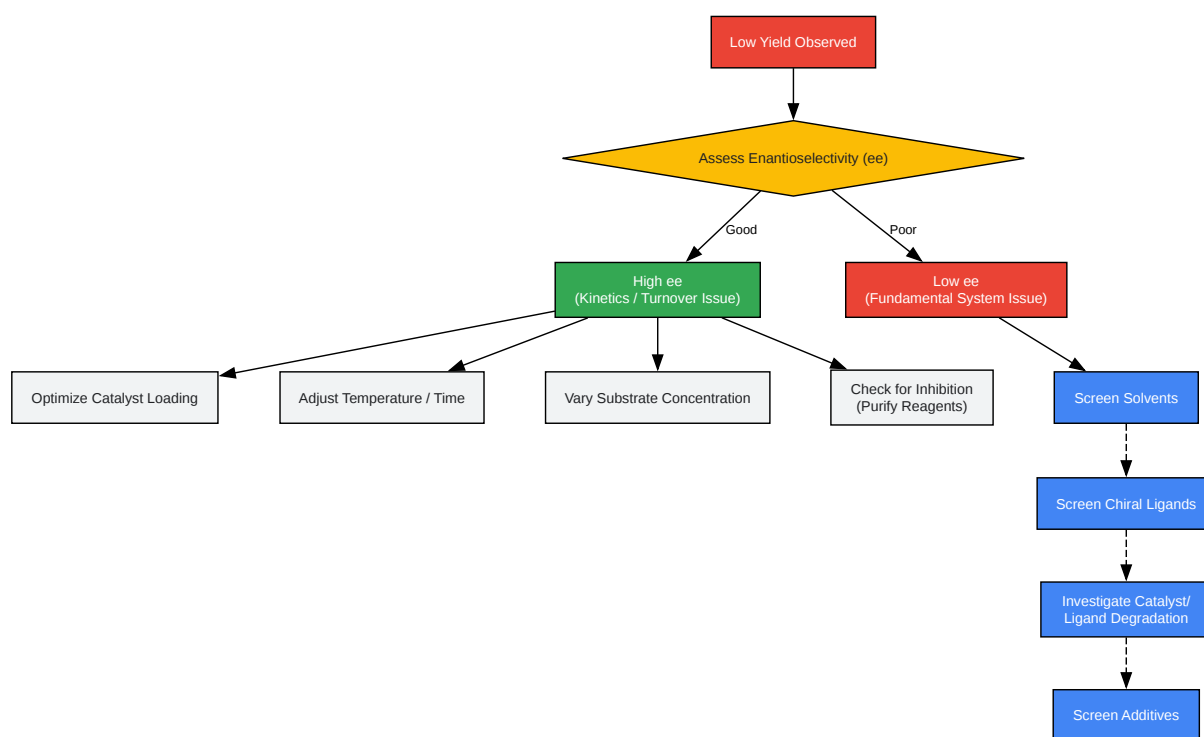 Low Yield Observed
Assess Enantioselectivity (ee)
Good
Poor
High ee
(Kinetics / Turnover Issue)
Low ee
(Fundamental System Issue)
Optimize Catalyst Loading
Adjust Temperature / Time
Vary Substrate Concentration
Check for Inhibition
(Purify Reagents)
Screen Solvents
Screen Chiral Ligands
Investigate Catalyst/
Ligand Degradation
Screen Additives